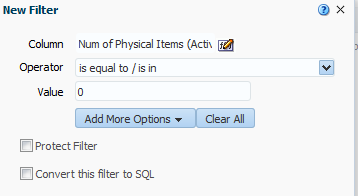 New Filter
Column Num of Physical Items (Activ
Operator is equal to / is in
Value 0
Add More Options Clear All
Protect Filter
Convert this filter to SQL